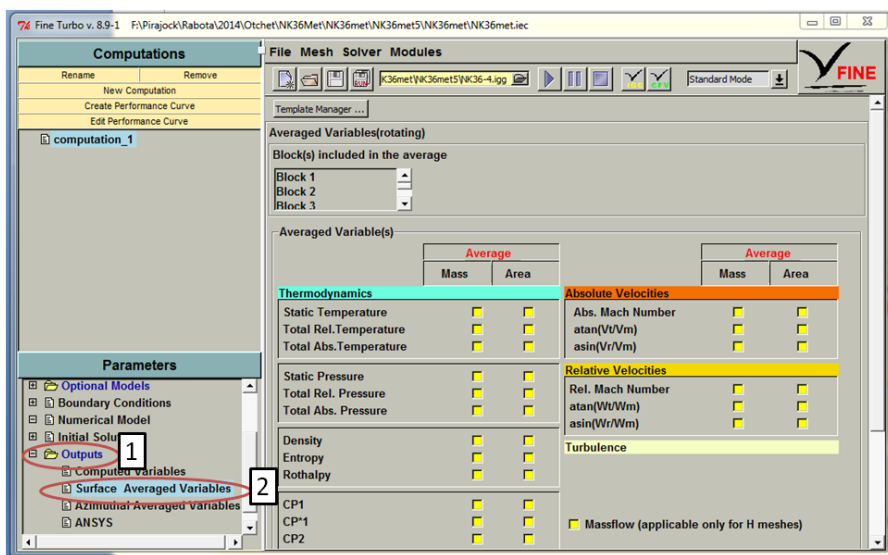 Fine Turbo v. 8.9-1 F:\Pirajock\Rabota\2014\Otchet\NK36Met\NK36met\NK36met5\NK36met\NK36met.iec
Computations
Rename Remove
New Computation
Create Performance Curve
Edit Performance Curve
computation_1
File Mesh Solver Modules
K36met\NK36met5\NK36-4.igg
Standard Mode
FINE
Template Manager ...
Averaged Variables(rotating)
Block(s) included in the average
Block 1
Block 2
Block 3
Averaged Variable(s)
Average
Mass Area
Average
Mass Area
Thermodynamics
Static Temperature
Total Rel.Temperature
Total Abs.Temperature
Static Pressure
Total Rel. Pressure
Total Abs. Pressure
Density
Entropy
Rothalpy
CP1
CP*1
CP2
Absolute Velocities
Abs. Mach Number
atan(Vt/Vm)
asin(Vr/Vm)
Relative Velocities
Rel. Mach Number
atan(Wt/Wm)
asin(Wr/Wm)
Turbulence
Massflow (applicable only for H meshes)
Parameters
Optional Models
Boundary Conditions
Numerical Model
Initial Solu
Outputs
1
Computed Variables
Surface Averaged Variables
2
Azimuthal Averaged Variables
ANSYS